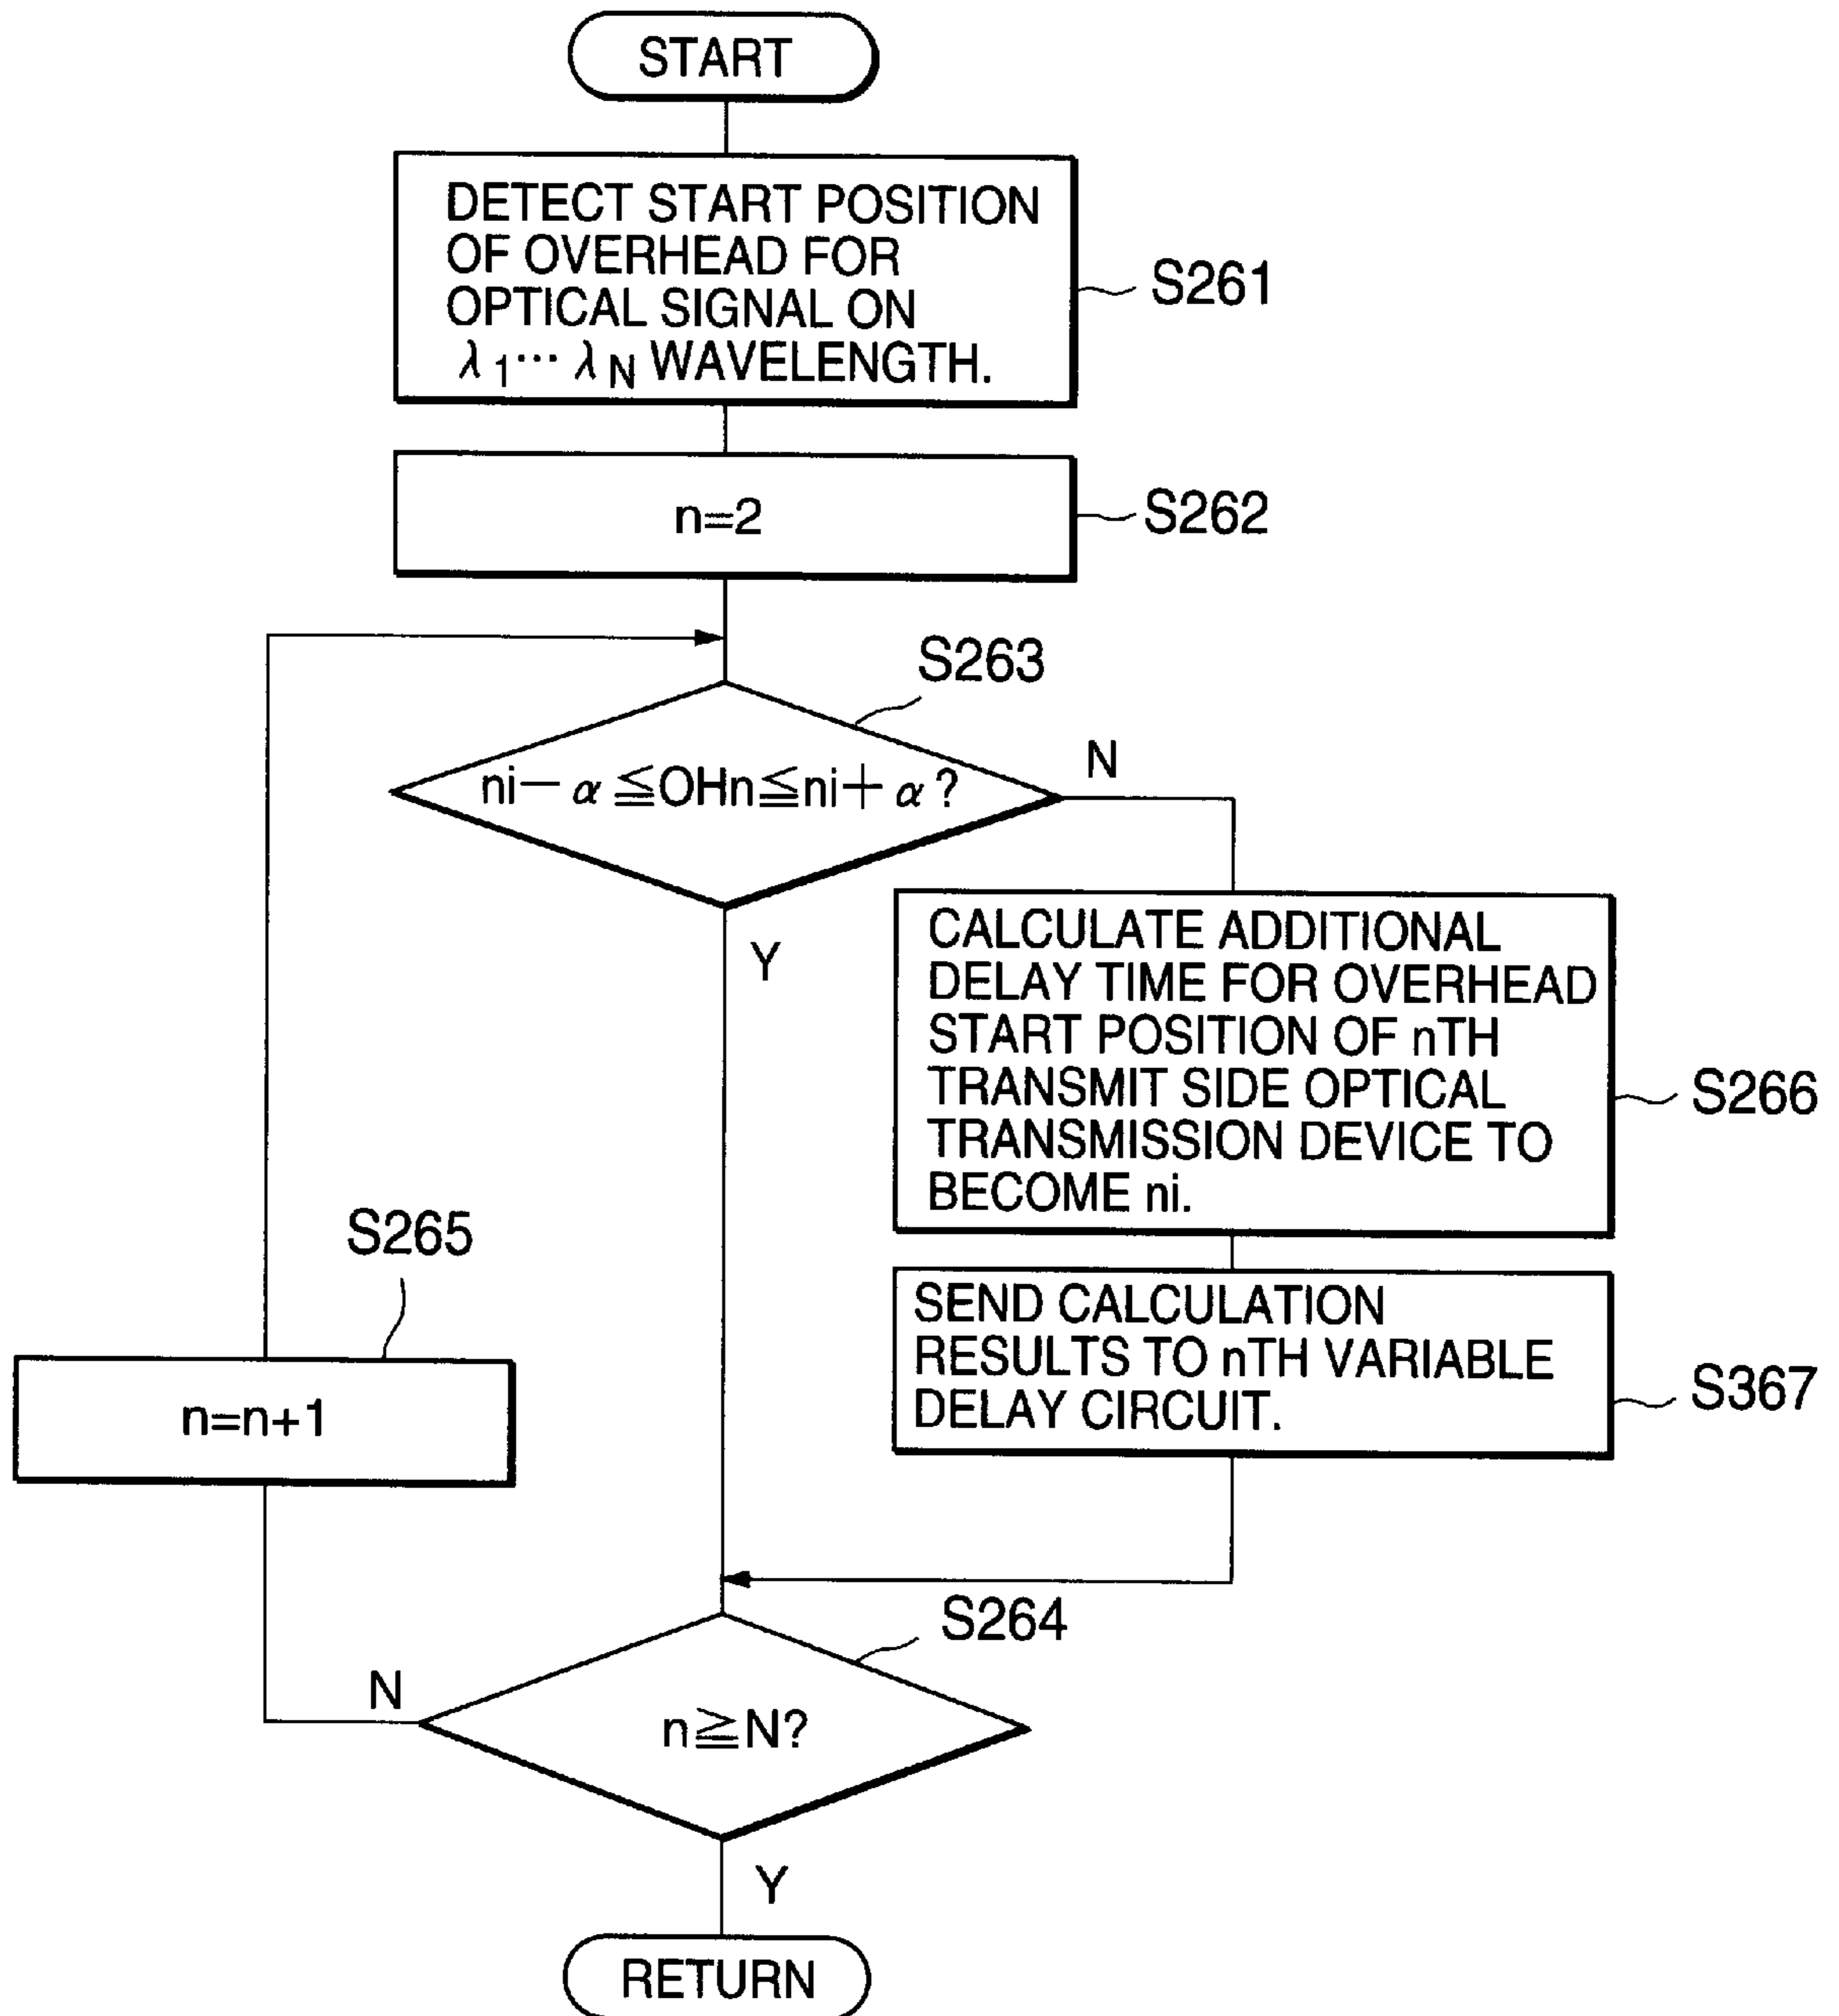 START
DETECT START POSITION
OF OVERHEAD FOR
OPTICAL SIGNAL ON
λ1··· λN WAVELENGTH.
S261
n=2
S262
S263
ni－α≦OHn≦ni＋α?
N
Y
CALCULATE ADDITIONAL
DELAY TIME FOR OVERHEAD
START POSITION OF nTH
TRANSMIT SIDE OPTICAL
TRANSMISSION DEVICE TO
BECOME ni.
S266
S265
n=n+1
SEND CALCULATION
RESULTS TO nTH VARIABLE
DELAY CIRCUIT.
S367
S264
N
n≧N?
Y
RETURN